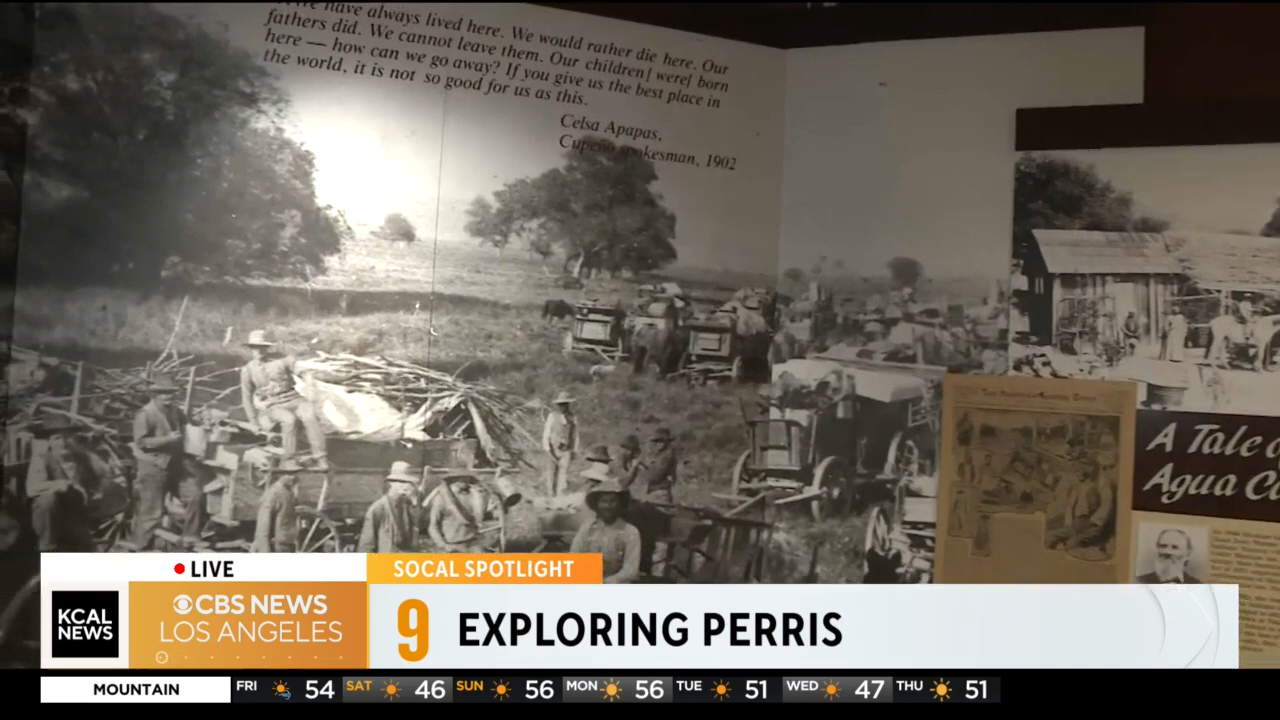 We have always lived here. We would rather die here. Our
fathers did. We cannot leave them. Our children [were] born
here — how can we go away? If you give us the best place in
the world, it is not so good for us as this.
Celsa Apapas,
Cupeño spokesman, 1902
A Tale
Agua
LIVE
SOCAL SPOTLIGHT
KCAL
NEWS
CBS NEWS
LOS ANGELES
9 EXPLORING PERRIS
MOUNTAIN FRI 54 SAT 46 SUN 56 MON 56 TUE 51 WED 47 THU 51